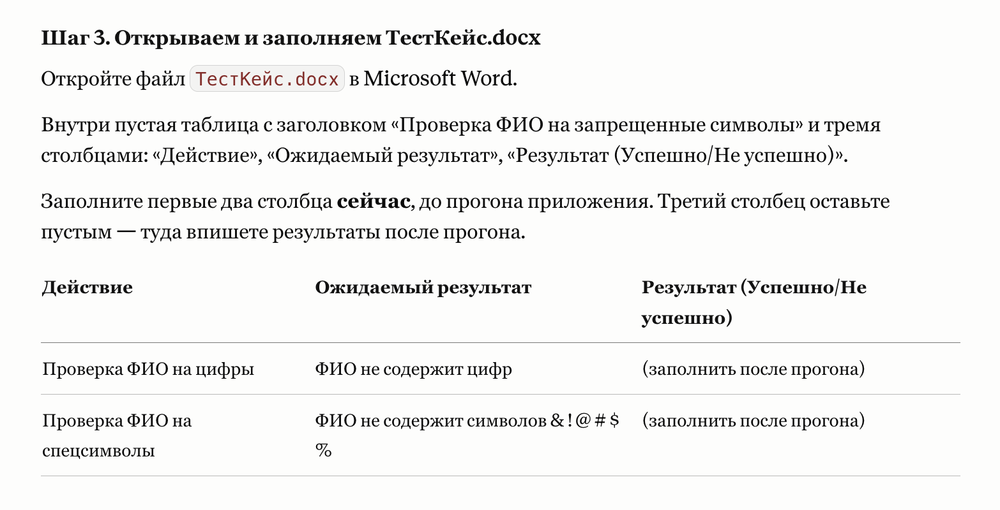 Шаг 3. Открываем и заполняем ТестКейс.docx
Откройте файл ТестКейс.docx в Microsoft Word.
Внутри пустая таблица с заголовком «Проверка ФИО на запрещенные символы» и тремя
столбцами: «Действие», «Ожидаемый результат», «Результат (Успешно/Не успешно)».
Заполните первые два столбца сейчас, до прогона приложения. Третий столбец оставьте
пустым — туда впишете результаты после прогона.
Действие Ожидаемый результат Результат (Успешно/Не
успешно)
Проверка ФИО на цифры ФИО не содержит цифр (заполнить после прогона)
Проверка ФИО на ФИО не содержит символов & ! @ # $ (заполнить после прогона)
спецсимволы %